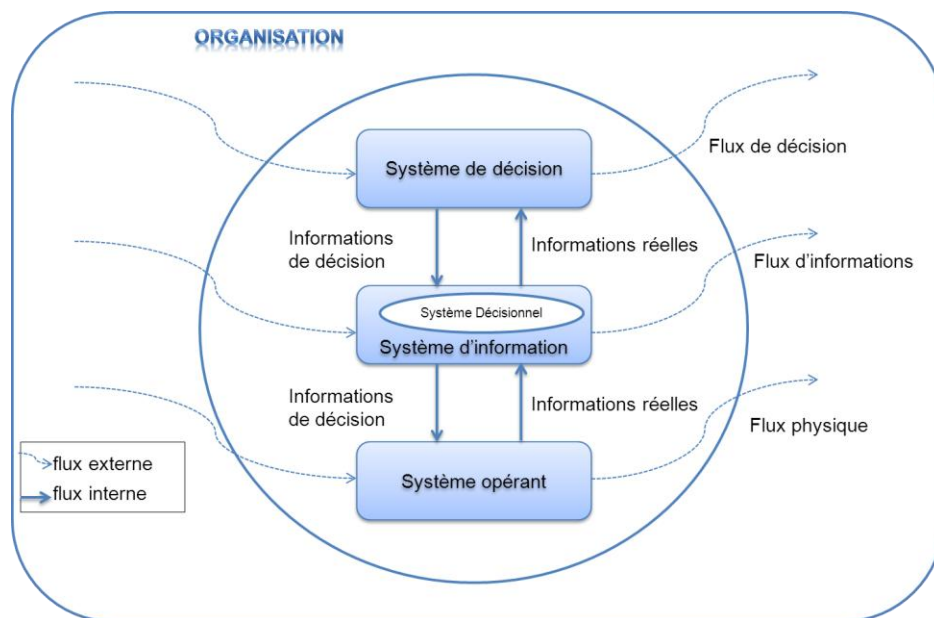 ORGANISATION
Système de décision
Flux de décision
Informations
de décision
Informations réelles
Flux d'informations
Système Décisionnel
Système d'information
Informations
de décision
Informations réelles
Flux physique
flux externe
flux interne
Système opérant